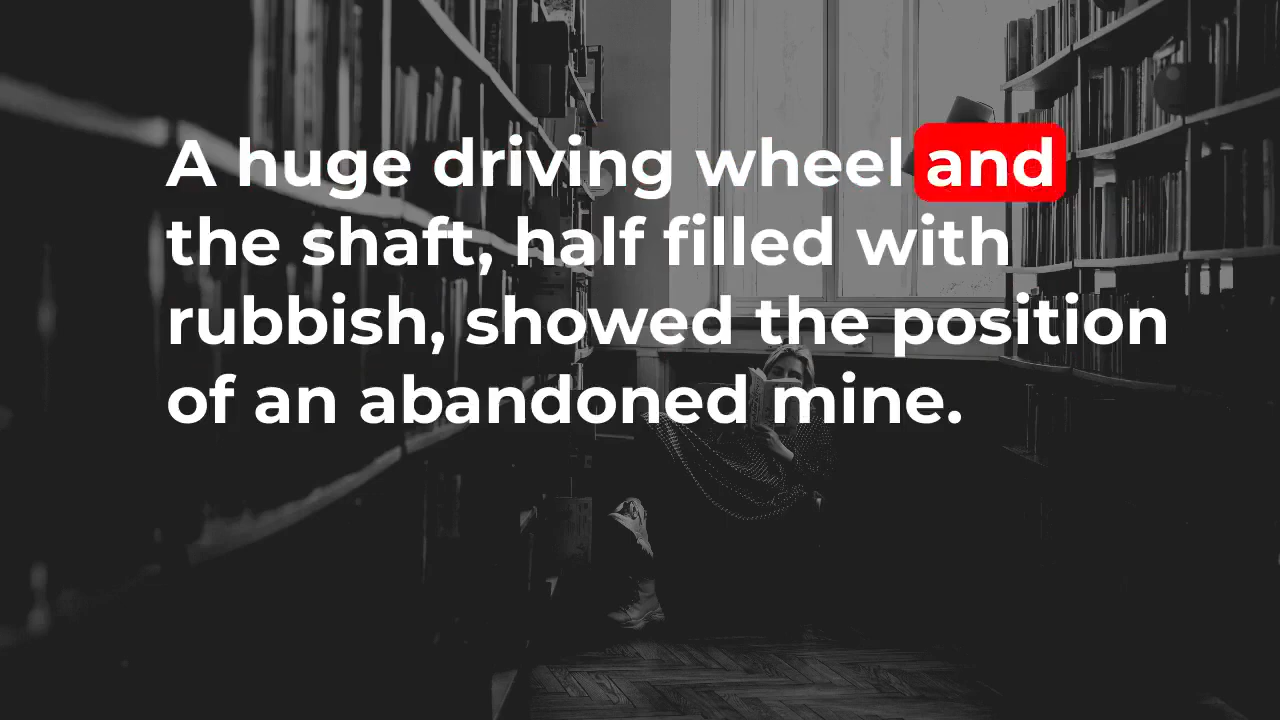 A huge driving wheel and
the shaft, half filled with
rubbish, showed the position
of an abandoned mine.